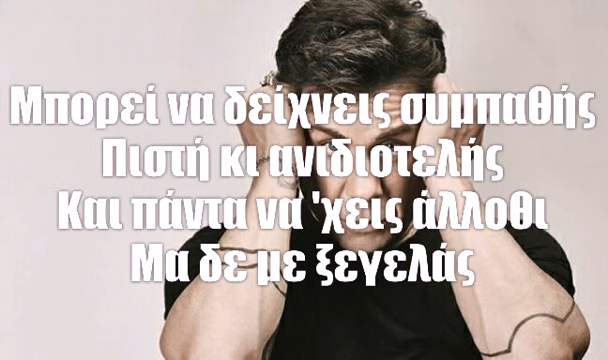 Μπορεί να δείχνεις συμπαθής
Πιστή κι ανιδιοτελής
Και πάντα να 'χεις άλλοθι
Μα δε με ξεγελάς